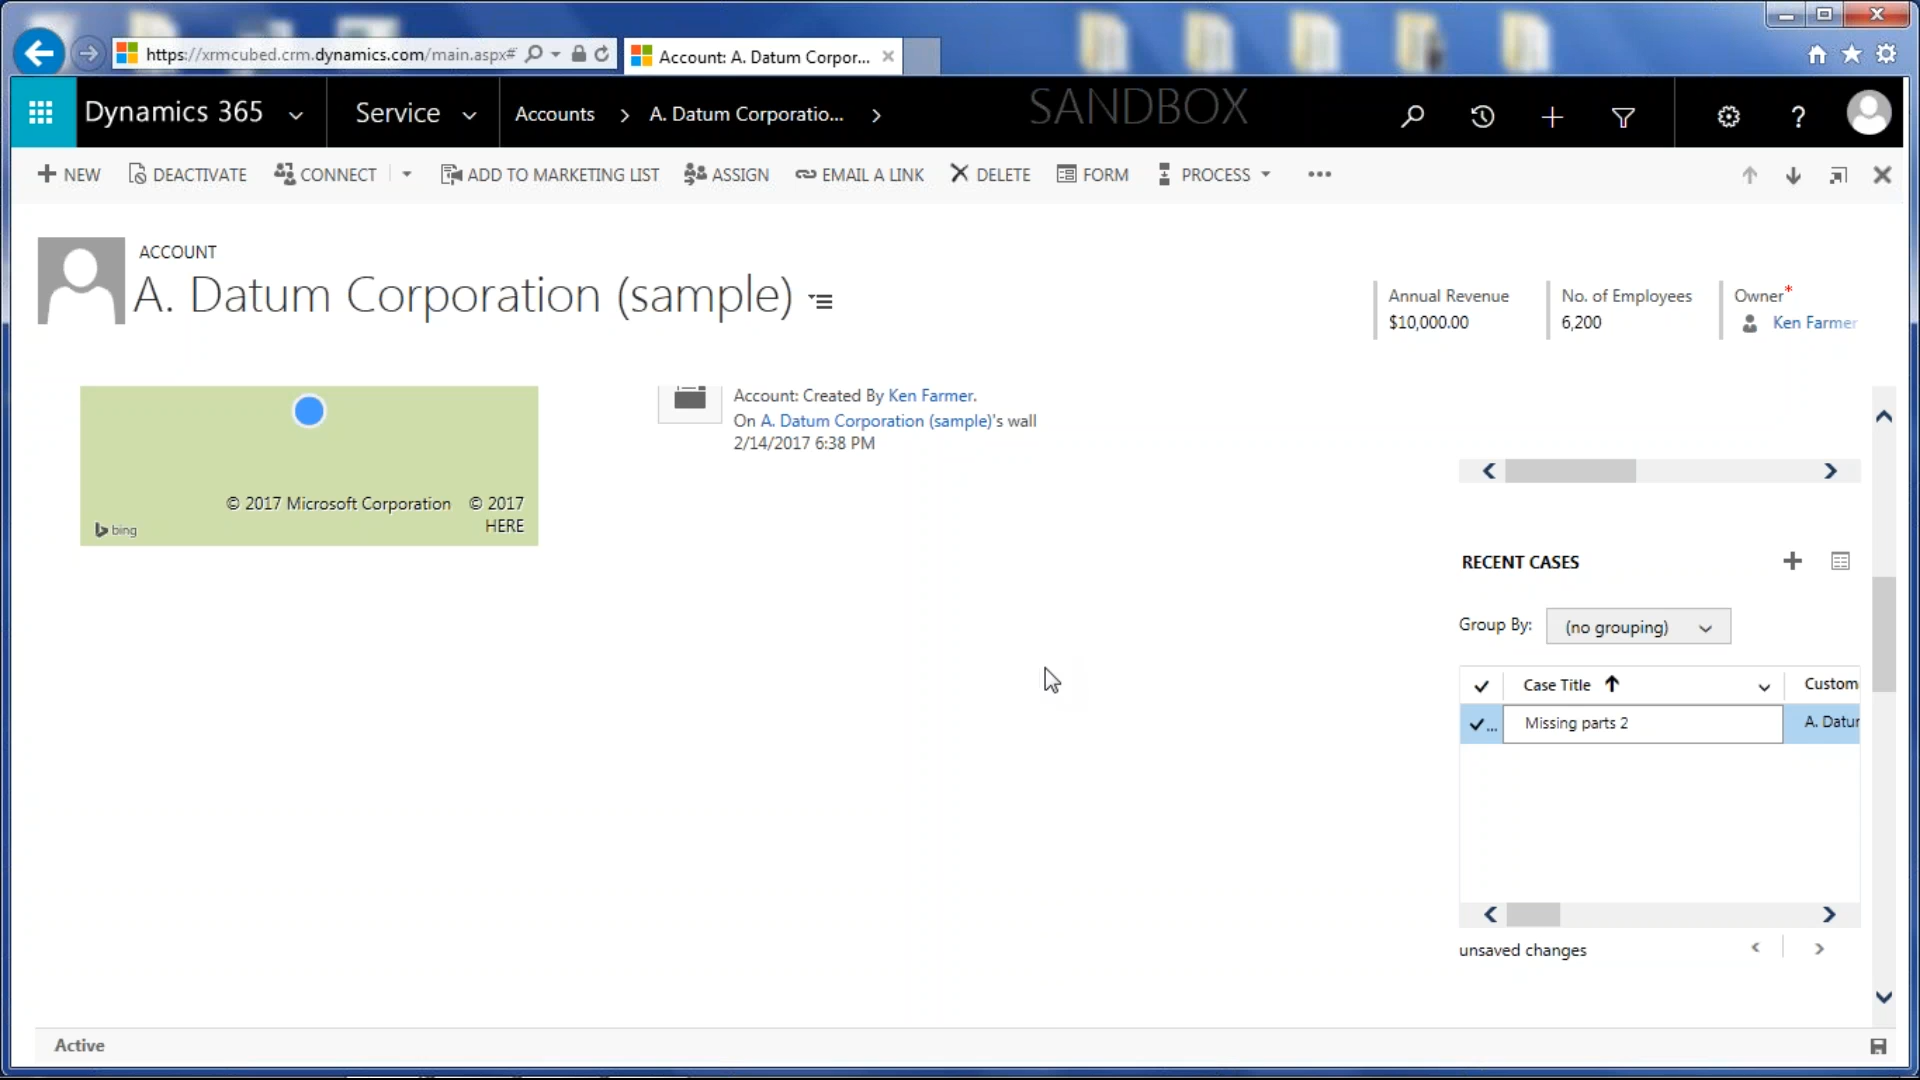 https://xrmcubed.crm.dynamics.com/main.aspx#
Account: A. Datum Corpor...
Dynamics 365
Service
Accounts
A. Datum Corporatio...
SANDBOX
NEW
DEACTIVATE
CONNECT
ADD TO MARKETING LIST
ASSIGN
EMAIL A LINK
DELETE
FORM
PROCESS
ACCOUNT
A. Datum Corporation (sample)
Annual Revenue
$10,000.00
No. of Employees
6,200
Owner*
Ken Farmer
© 2017 Microsoft Corporation © 2017
HERE
bing
Account: Created By Ken Farmer.
On A. Datum Corporation (sample)'s wall
2/14/2017 6:38 PM
RECENT CASES
Group By: (no grouping)
Case Title
Custom
Missing parts 2
A. Datur
unsaved changes
Active